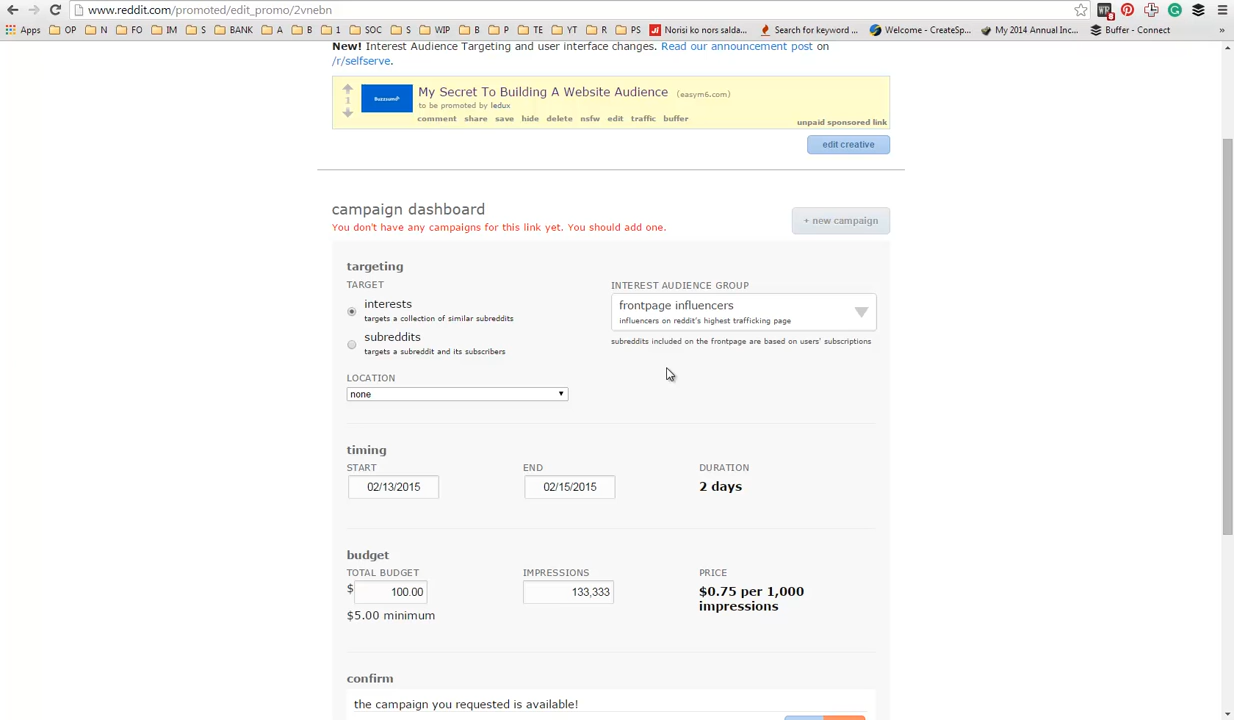 www.reddit.com/promoted/edit_promo/2vnebn
Apps OP N FO IM S BANK A B 1 SOC S WIP B P TE YT R PS Norisi ko nors salda... Search for keyword ... Welcome - CreateSp... My 2014 Annual Inc... Buffer - Connect »
New! Interest Audience Targeting and user interface changes. Read our announcement post on
/r/selfserve.
1
Buzzsumo
My Secret To Building A Website Audience (easym6.com)
to be promoted by ledux
comment share save hide delete nsfw edit traffic buffer
unpaid sponsored link
edit creative
campaign dashboard
+ new campaign
You don't have any campaigns for this link yet. You should add one.
targeting
TARGET
interests
targets a collection of similar subreddits
subreddits
targets a subreddit and its subscribers
INTEREST AUDIENCE GROUP
frontpage influencers
influencers on reddit's highest trafficking page
subreddits included on the frontpage are based on users' subscriptions
LOCATION
none
timing
START END DURATION
02/13/2015 02/15/2015 2 days
budget
TOTAL BUDGET IMPRESSIONS PRICE
$ 100.00 133,333 $0.75 per 1,000
impressions
$5.00 minimum
confirm
the campaign you requested is available!